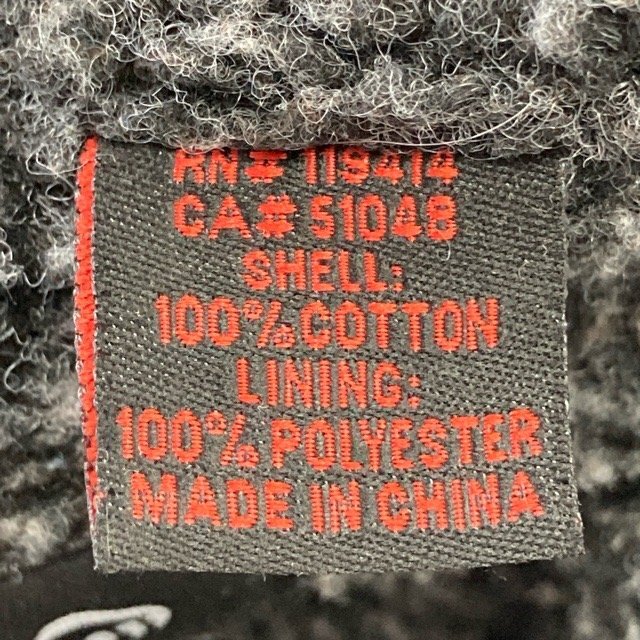 RN# 119414
CA# 51048
SHELL:
100% COTTON
LINING:
100% POLYESTER
MADE IN CHINA